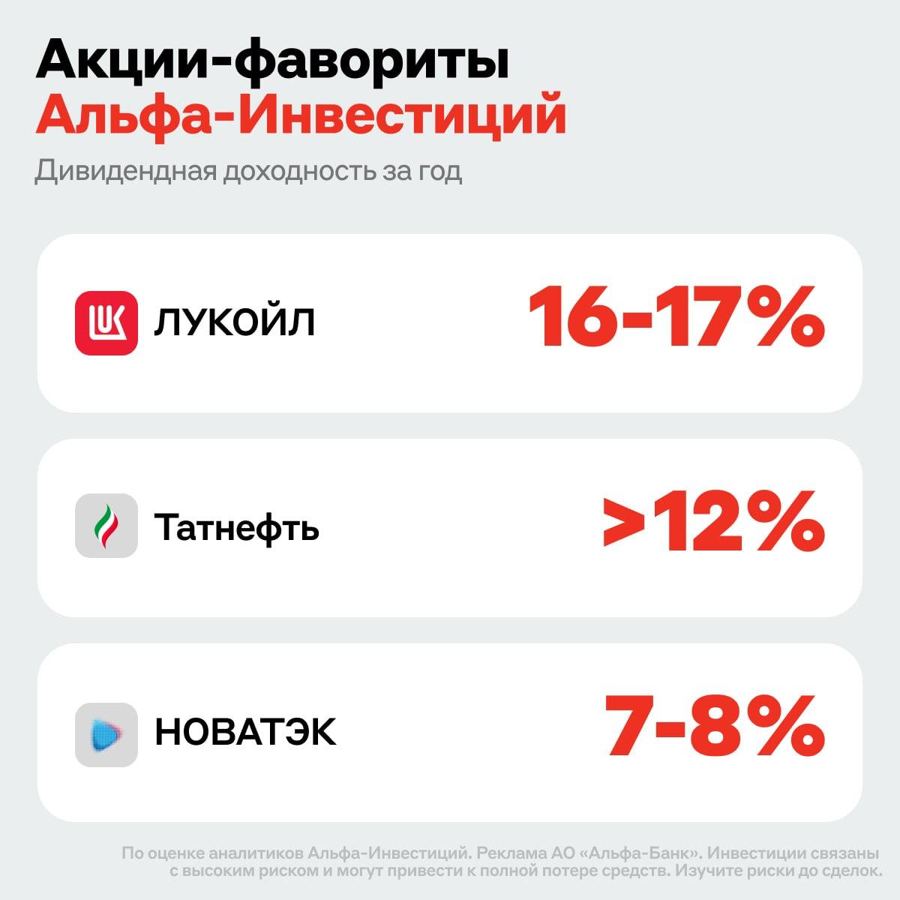 Акции-фавориты
Альфа-Инвестиций
Дивидендная доходность за год
ЛУКОЙЛ
16-17%
Татнефть
>12%
НОВАТЭК
7-8%
По оценке аналитиков Альфа-Инвестиций. Реклама АО «Альфа-Банк». Инвестиции связаны
с высоким риском и могут привести к полной потере средств. Изучите риски до сделок.